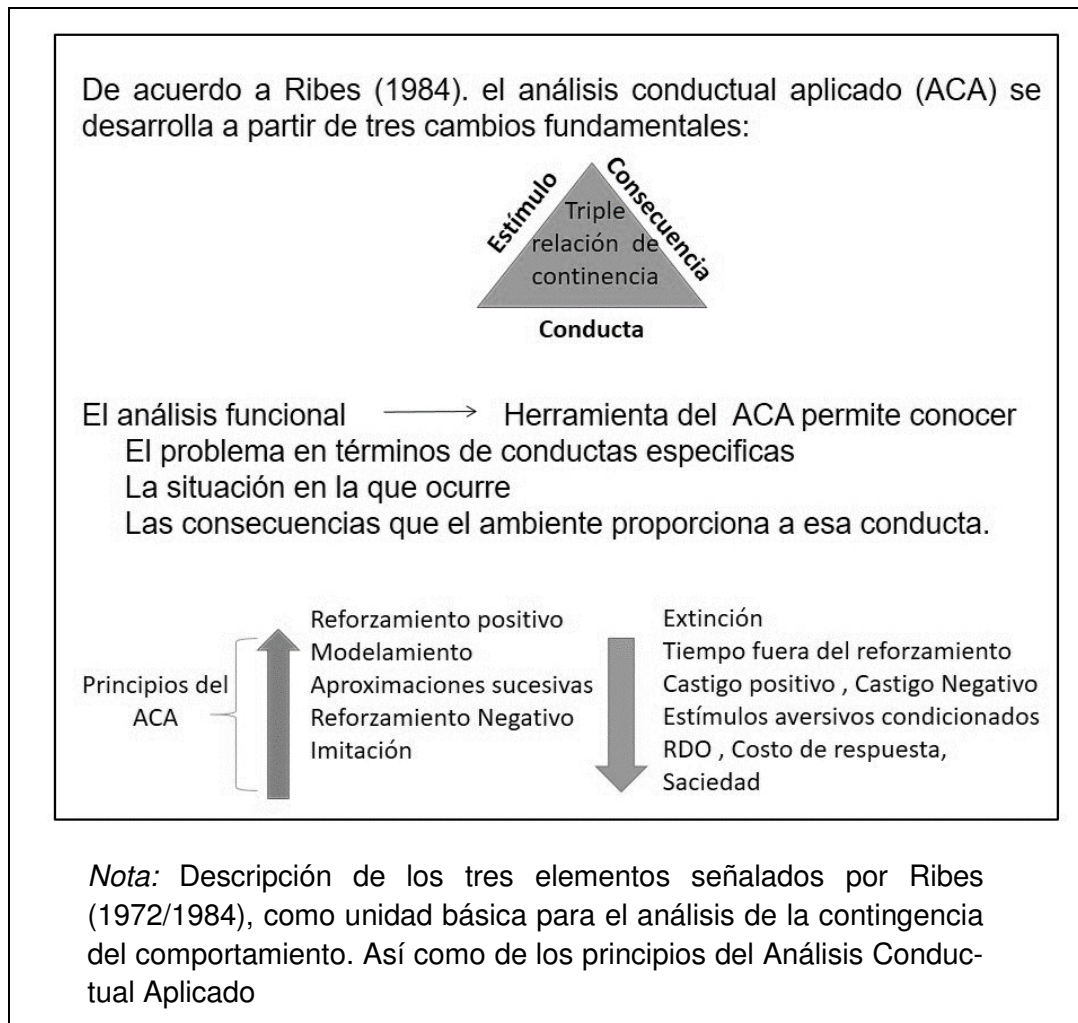 De acuerdo a Ribes (1984). el análisis conductual aplicado (ACA) se
desarrolla a partir de tres cambios fundamentales:
Estímulo
Consecuencia
Triple
relación de
continencia
Conducta
El análisis funcional ⟶ Herramienta del ACA permite conocer
El problema en términos de conductas especificas
La situación en la que ocurre
Las consecuencias que el ambiente proporciona a esa conducta.
Principios del
ACA
Reforzamiento positivo
Modelamiento
Aproximaciones sucesivas
Reforzamiento Negativo
Imitación
Extinción
Tiempo fuera del reforzamiento
Castigo positivo , Castigo Negativo
Estímulos aversivos condicionados
RDO , Costo de respuesta,
Saciedad
Nota: Descripción de los tres elementos señalados por Ribes
(1972/1984), como unidad básica para el análisis de la contingencia
del comportamiento. Así como de los principios del Análisis Conduc-
tual Aplicado